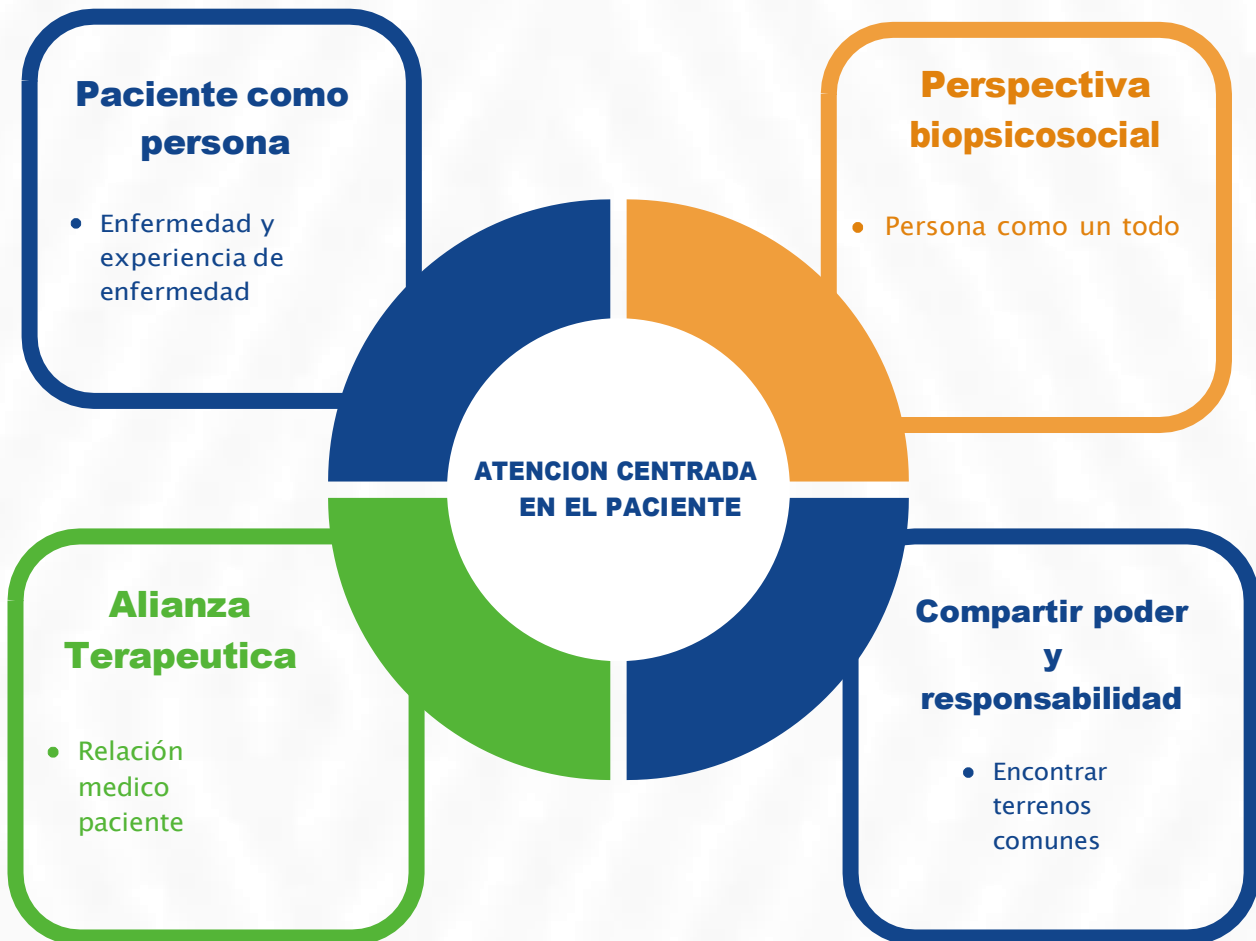 Paciente como
persona
• Enfermedad y
experiencia de
enfermedad
Perspectiva
biopsicosocial
• Persona como un todo
ATENCION CENTRADA
EN EL PACIENTE
Alianza
Terapeutica
• Relación
medico
paciente
Compartir poder
y
responsabilidad
• Encontrar
terrenos
comunes